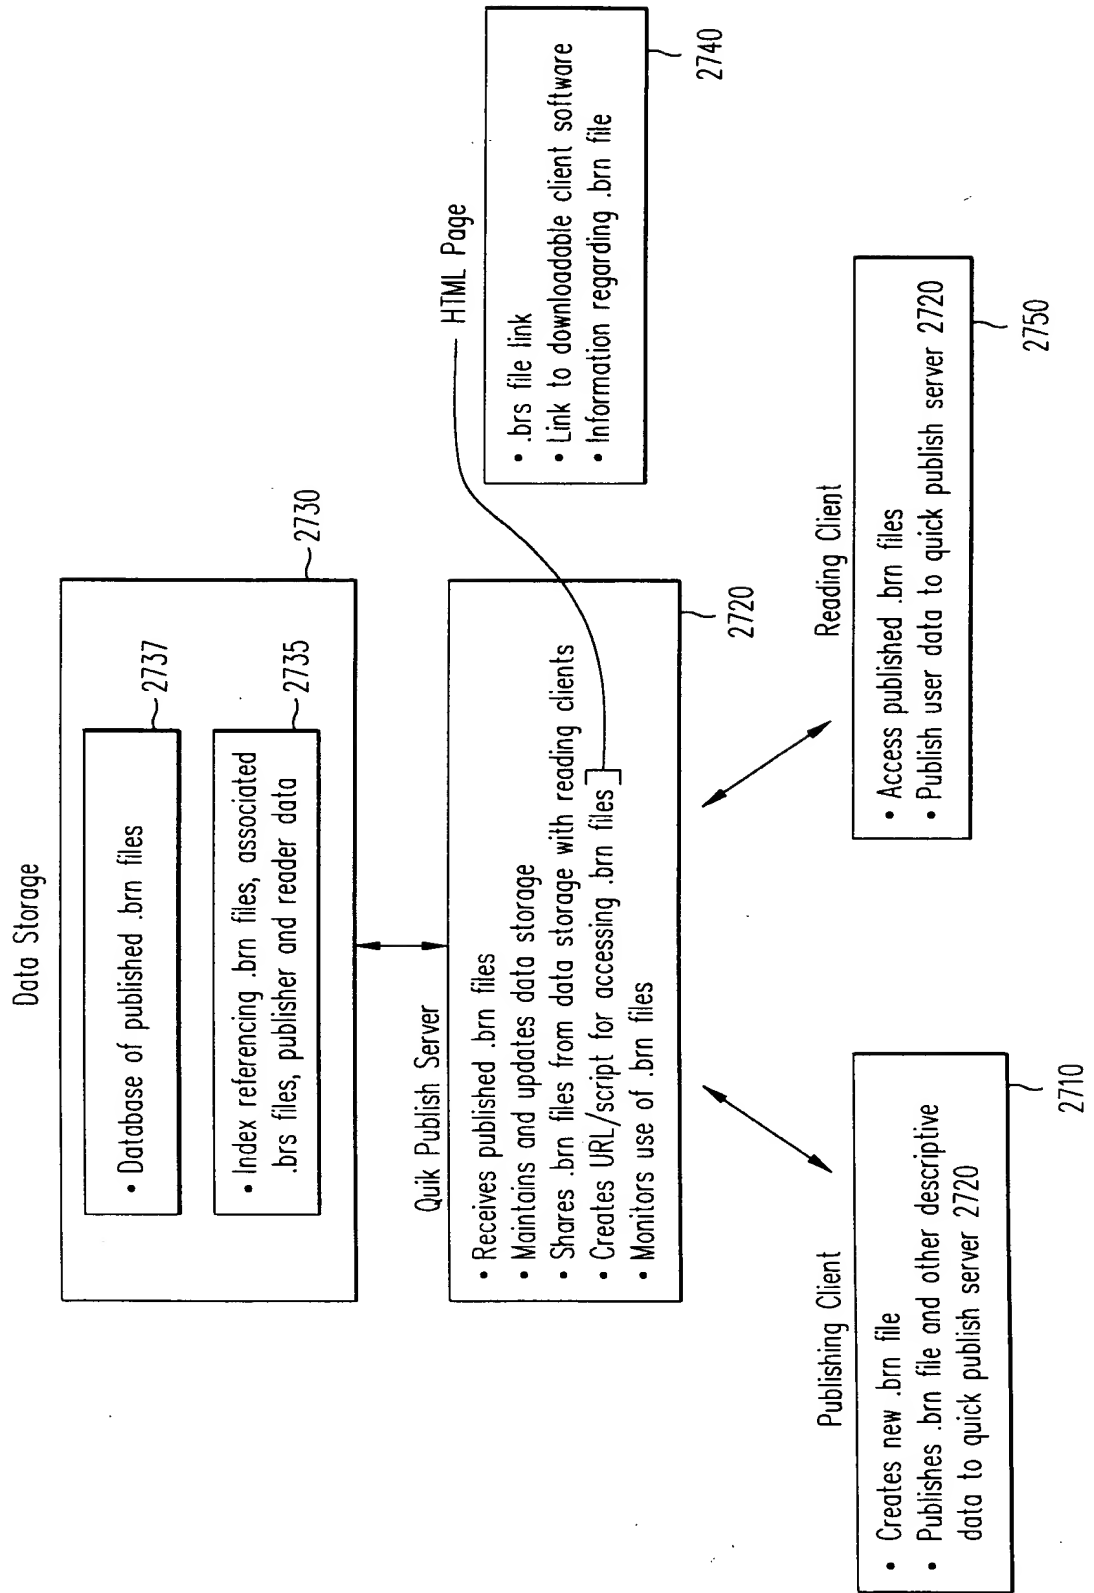 Data Storage
• Database of published .brn files
2737
• Index referencing .brn files, associated
.brs files, publisher and reader data
2735
2730
Quik Publish Server
• Receives published .brn files
• Maintains and updates data storage
• Shares .brn files from data storage with reading clients
• Creates URL/script for accessing .brn files
• Monitors use of .brn files
2720
HTML Page
• .brs file link
• Link to downloadable client software
• Information regarding .brn file
2740
Publishing Client
• Creates new .brn file
• Publishes .brn file and other descriptive
data to quick publish server 2720
2710
Reading Client
• Access published .brn files
• Publish user data to quick publish server 2720
2750